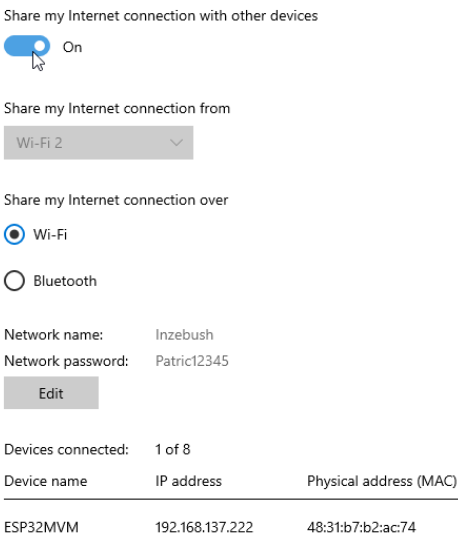 Share my Internet connection with other devices
On
Share my Internet connection from
Wi-Fi 2
Share my Internet connection over
Wi-Fi
Bluetooth
Network name: Inzebush
Network password: Patric12345
Edit
Devices connected: 1 of 8
Device name IP address Physical address (MAC)
ESP32MVM 192.168.137.222 48:31:b7:b2:ac:74